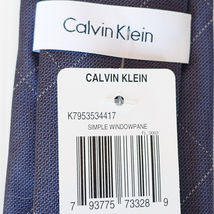 Calvin Klein
CALVIN KLEIN
K7953534417
SIMPLE WINDOWPANE
7 93775 73328 9